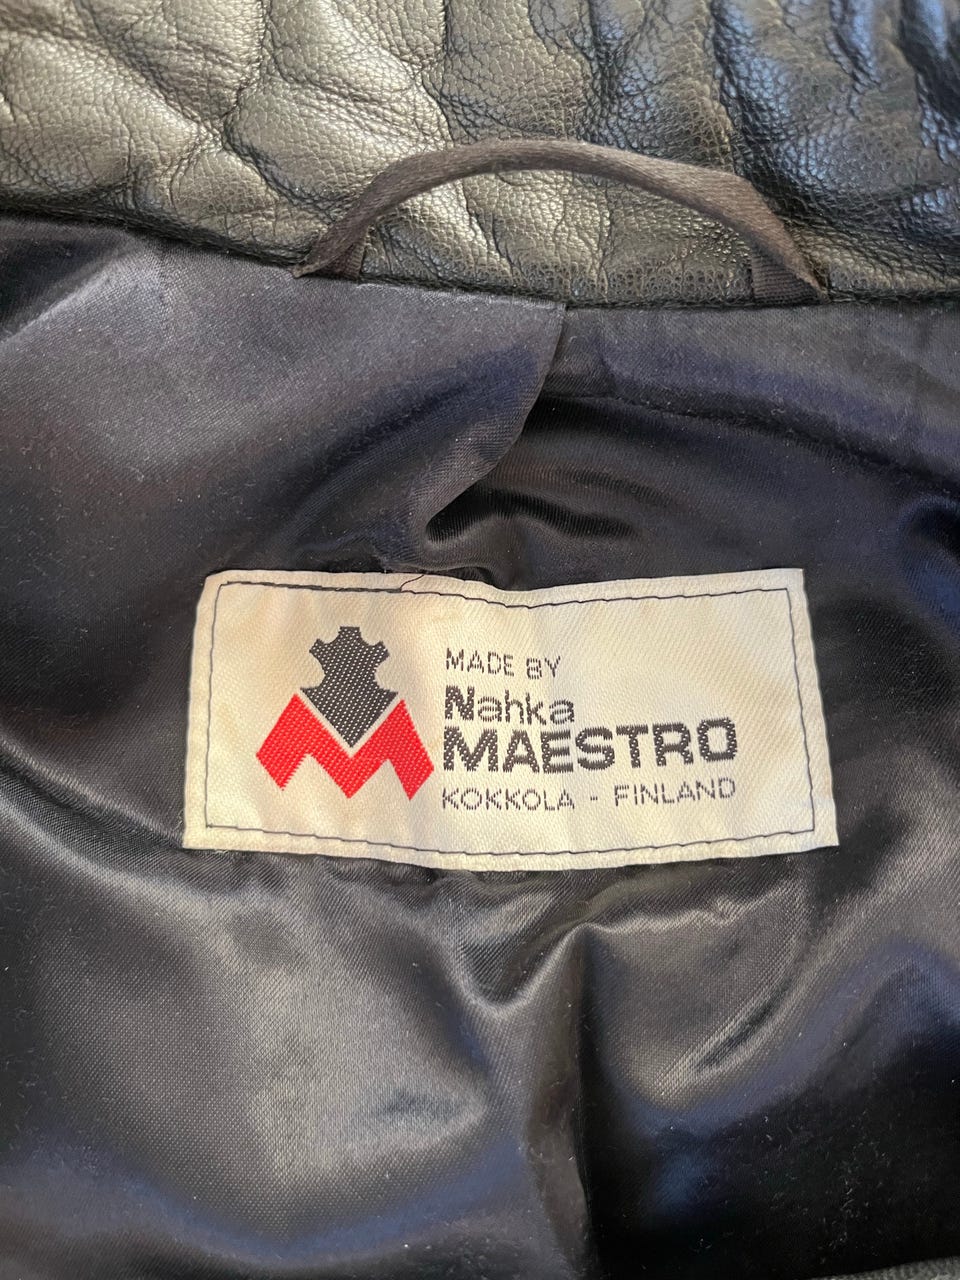 MADE BY
Nahka
MAESTRO
KOKKOLA - FINLAND